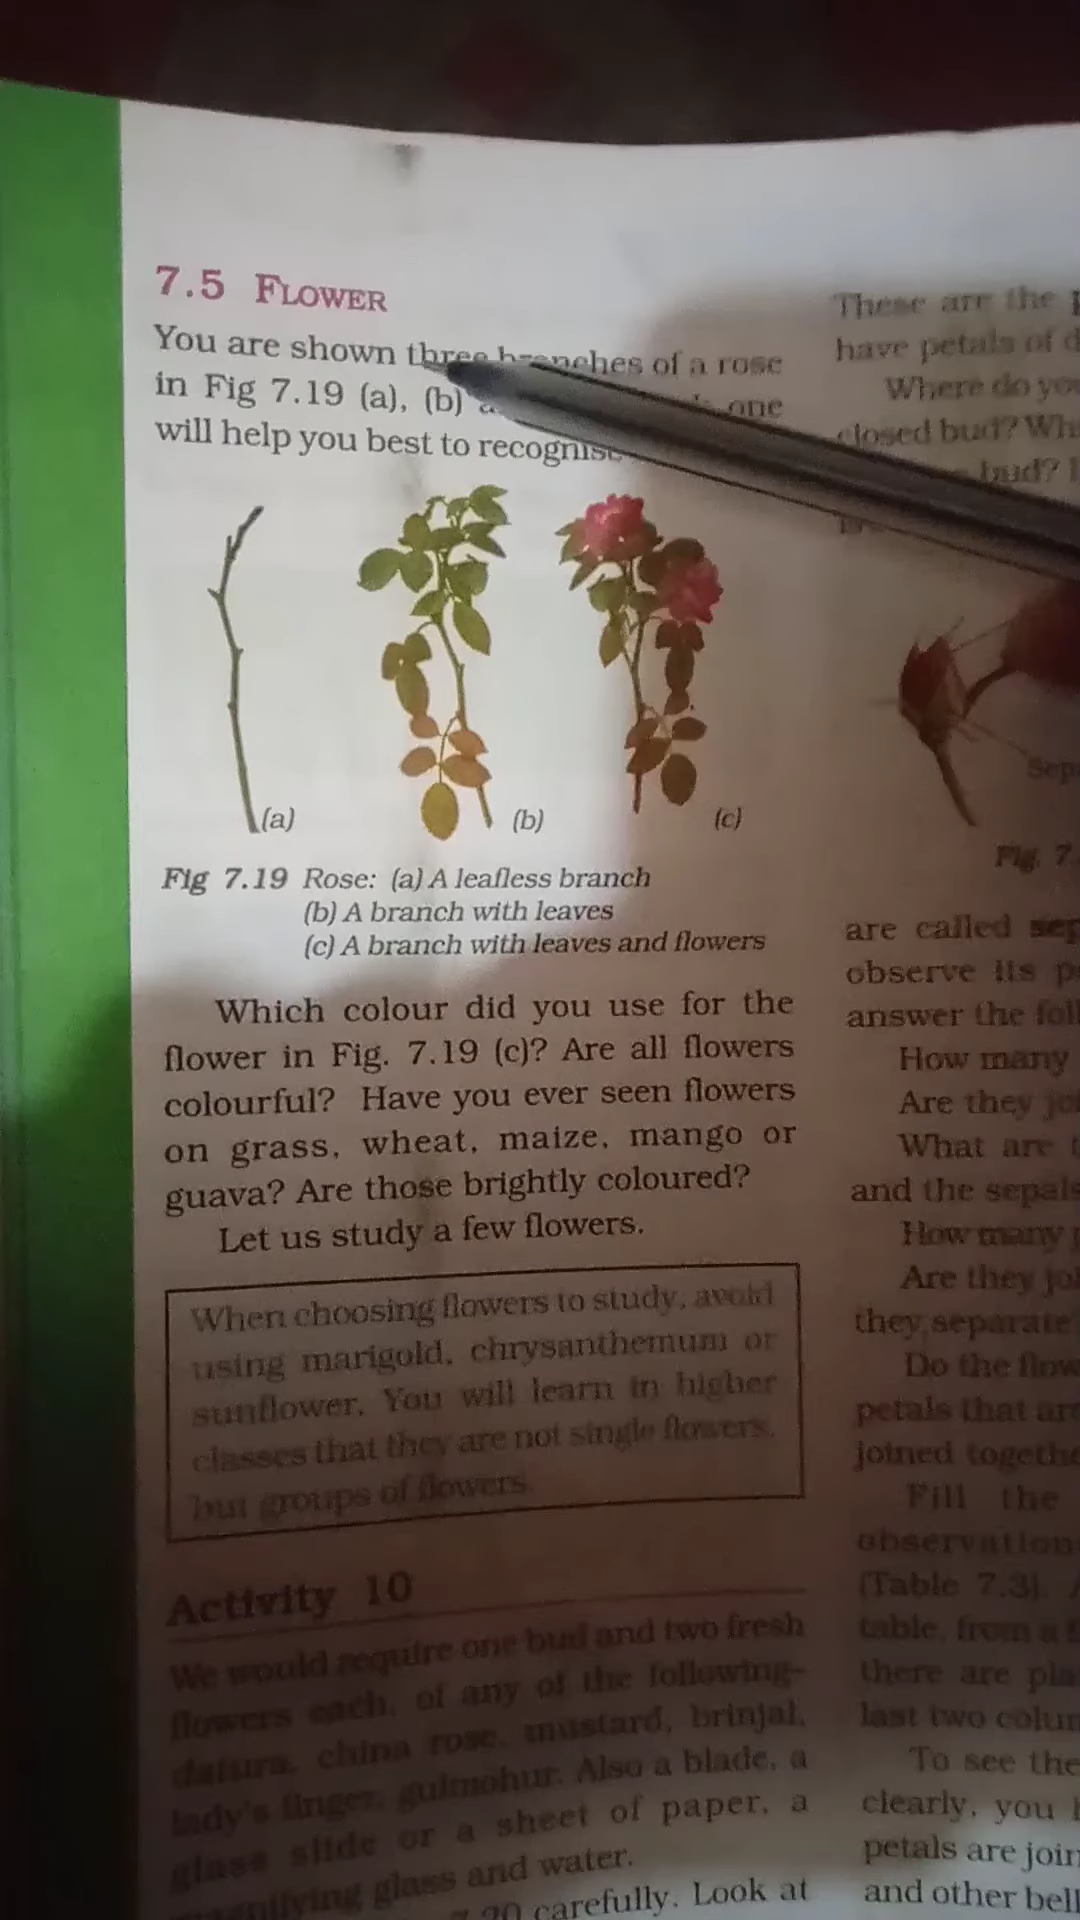 7.5 FLOWER
You are shown three branches of a rose
in Fig 7.19 (a), (b) one
will help you best to recognise
(a)
(b)
(c)
Fig 7.19 Rose: (a) A leafless branch
(b) A branch with leaves
(c) A branch with leaves and flowers
Which colour did you use for the
flower in Fig. 7.19 (c)? Are all flowers
colourful? Have you ever seen flowers
on grass, wheat, maize, mango or
guava? Are those brightly coloured?
Let us study a few flowers.
When choosing flowers to study, avoid
using marigold, chrysanthemum or
sunflower. You will learn in higher
classes that they are not single flowers,
but groups of flowers.
Activity 10
We would require one bud and two fresh
flowers each, of any of the following-
datura, china rose, mustard, brinjal,
lady's finger, gulmohur. Also a blade, a
glass slide or a sheet of paper, a
magnifying glass and water.
carefully. Look at
These are the
have petals of
Where do you
closed bud?
bud?
Fig. 7.
are called
observe its
answer the
How many
Are they
What are
and the sepals
How many
Are they
they separate
Do the
petals that are
joined
Fill the
observation
(Table 7.3).
table, from a
there are
last two
To see the
clearly, you
petals are
and other